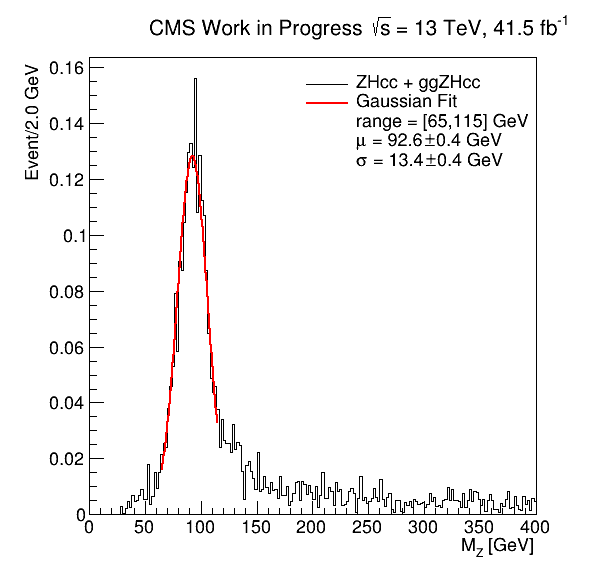 CMS Work in Progress √s = 13 TeV, 41.5 fb⁻¹
Event/2.0 GeV
0.16
0.14
0.12
0.1
0.08
0.06
0.04
0.02
0
ZHcc + ggZHcc
Gaussian Fit
range = [65,115] GeV
μ = 92.6±0.4 GeV
σ = 13.4±0.4 GeV
0 50 100 150 200 250 300 350 400
M_Z [GeV]